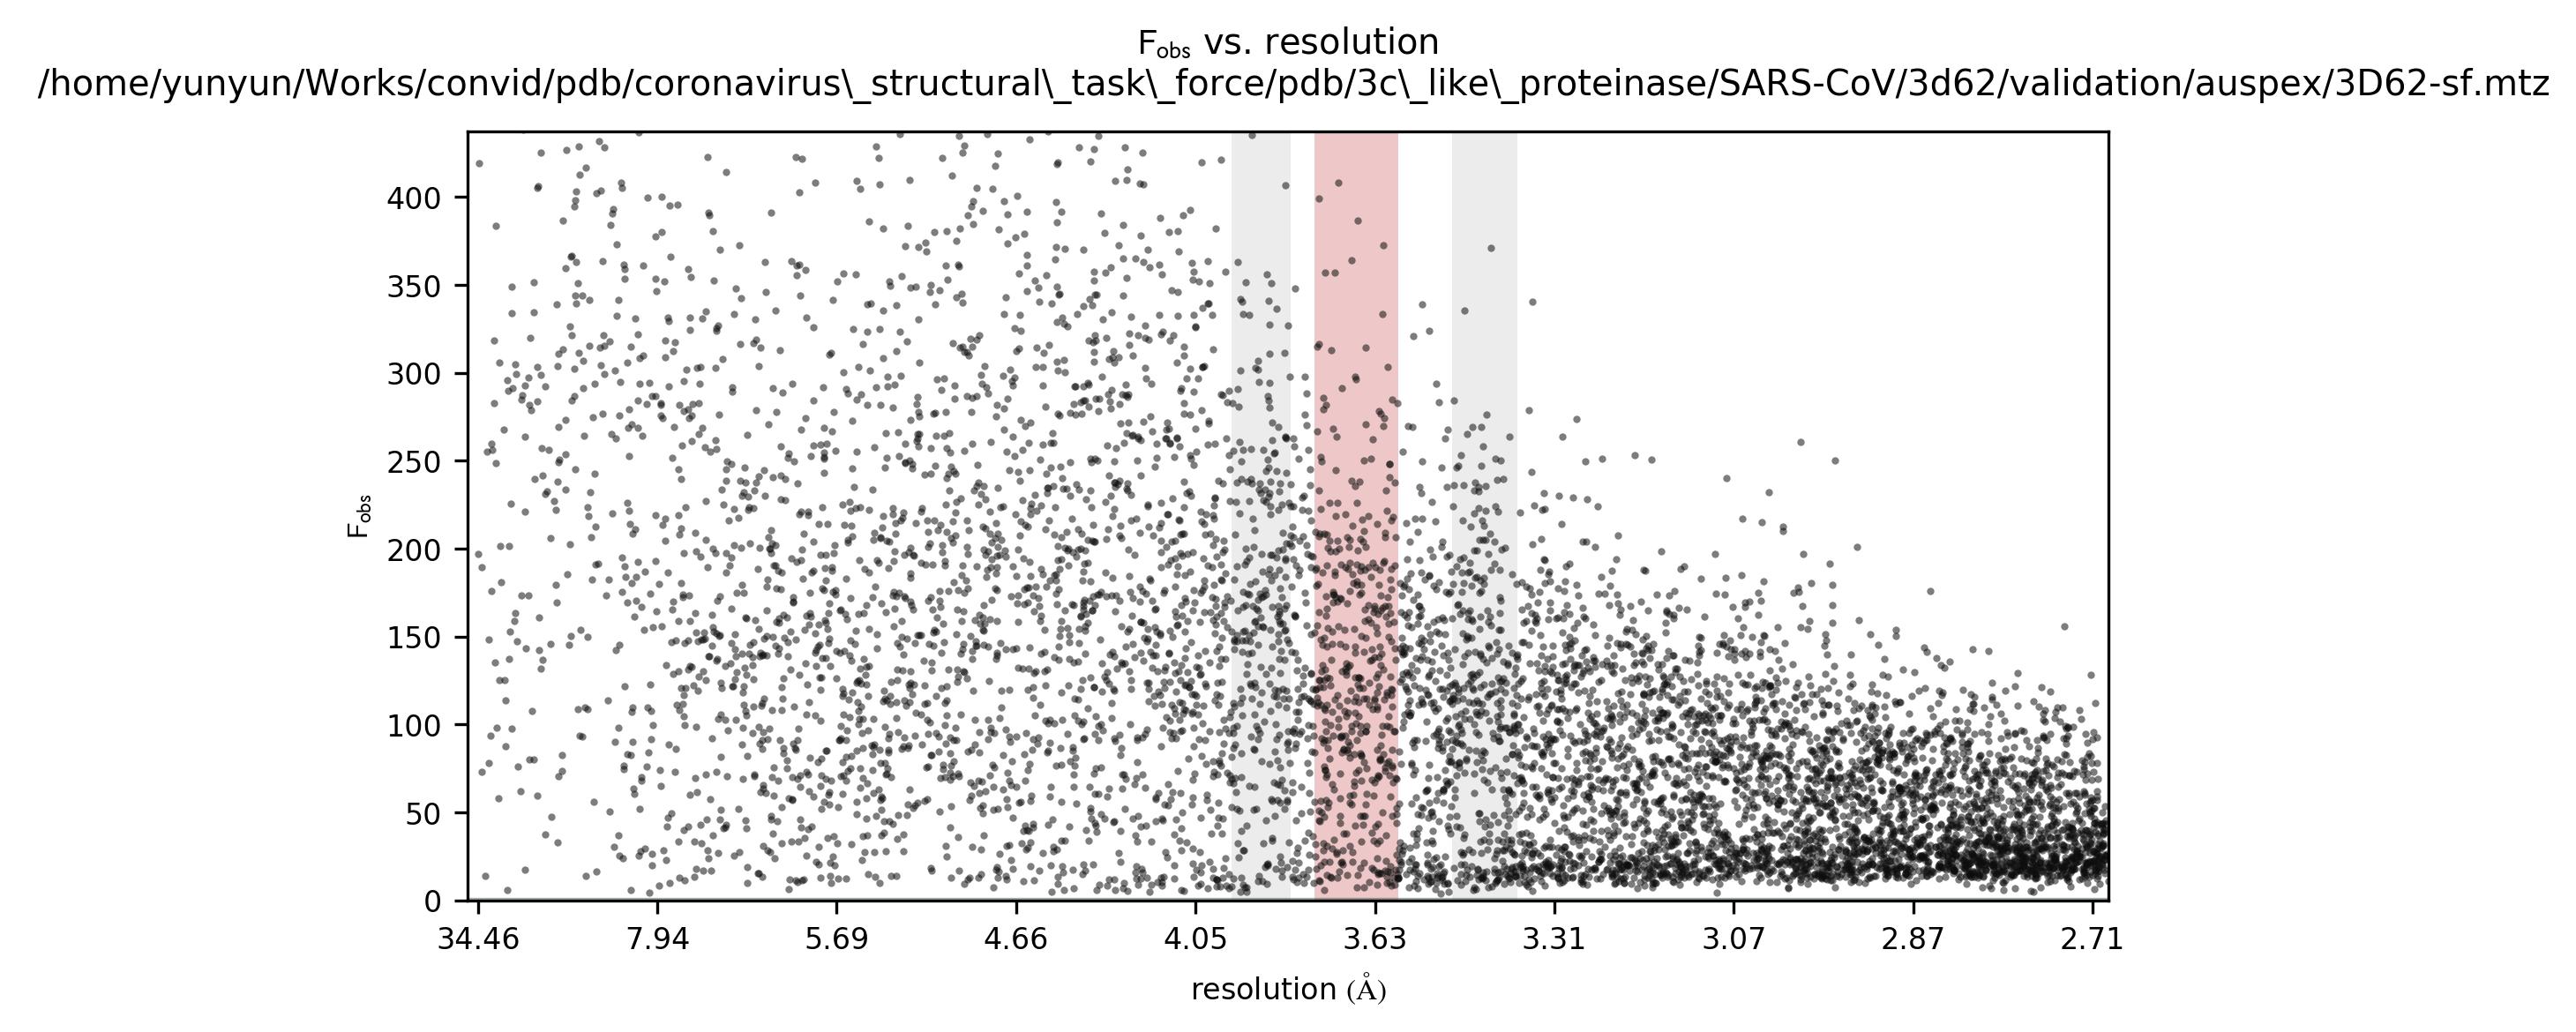 Fobs vs. resolution
/home/yunyun/Works/convid/pdb/coronavirus\_structural\_task\_force/pdb/3c\_like\_proteinase/SARS-CoV/3d62/validation/auspex/3D62-sf.mtz
400
350
300
250
Fobs
200
150
100
50
0
34.46 7.94 5.69 4.66 4.05 3.63 3.31 3.07 2.87 2.71
resolution (Å)